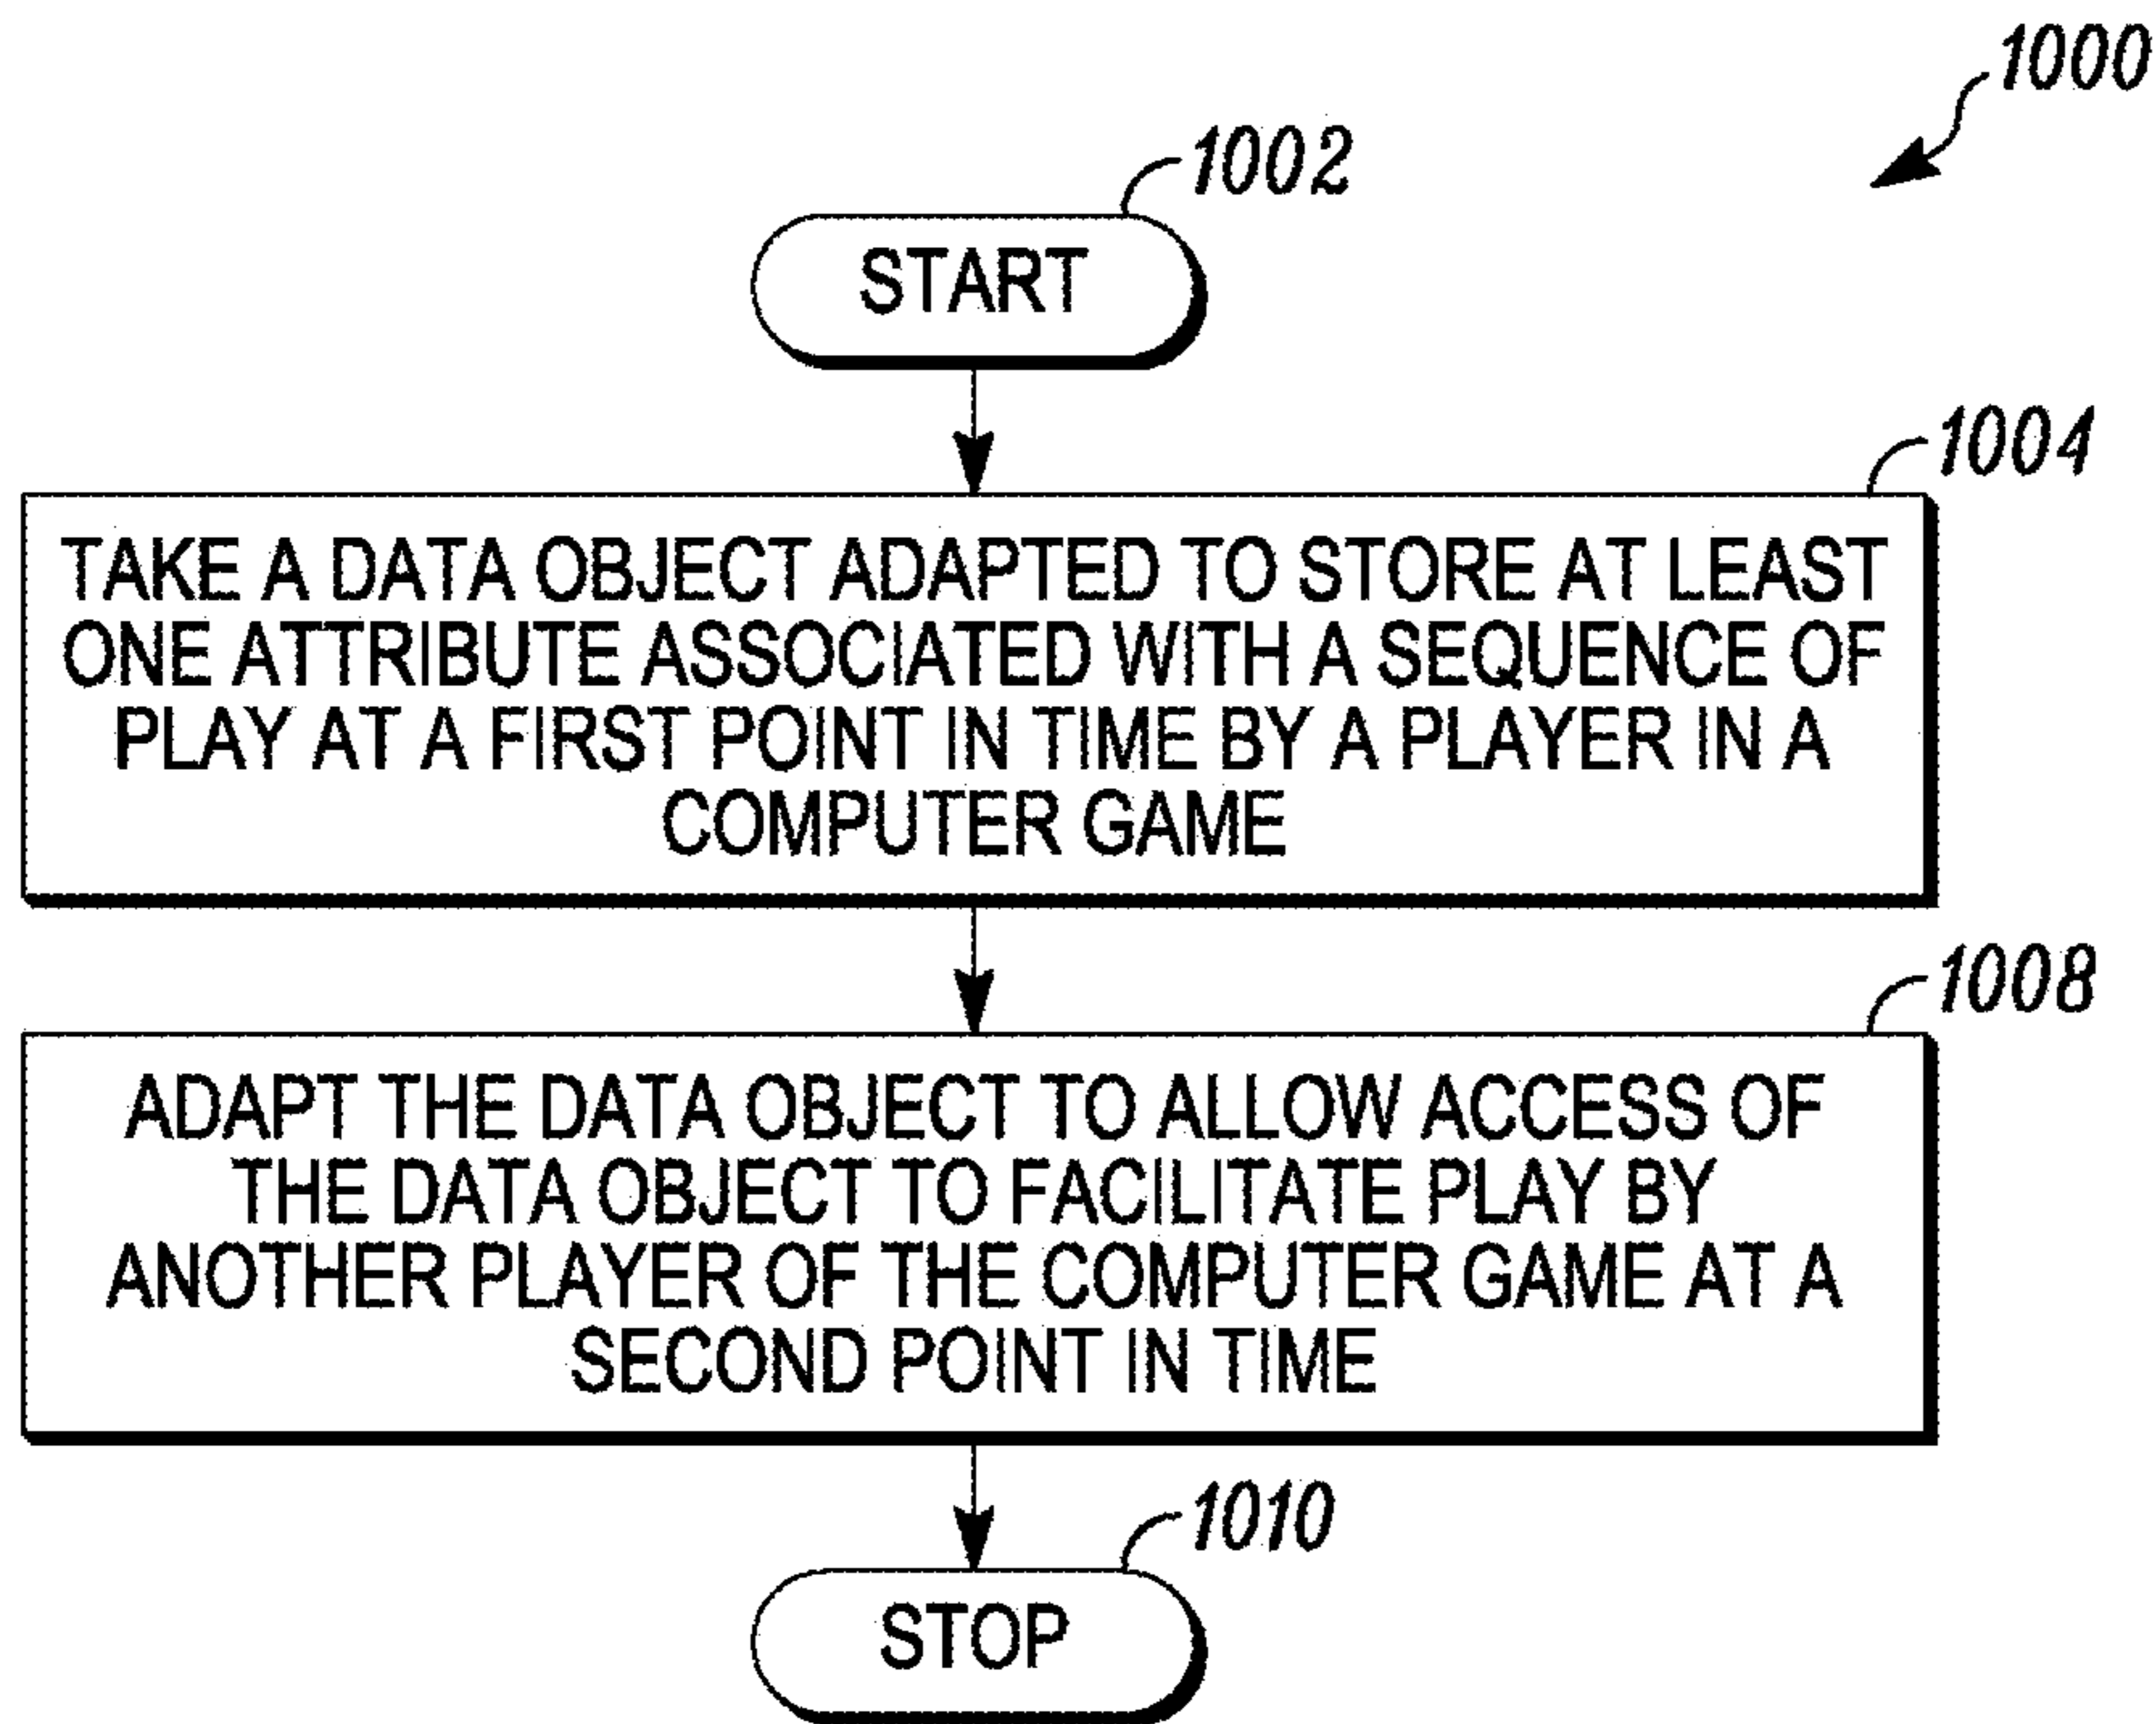 1000
1002
START
1004
TAKE A DATA OBJECT ADAPTED TO STORE AT LEAST
ONE ATTRIBUTE ASSOCIATED WITH A SEQUENCE OF
PLAY AT A FIRST POINT IN TIME BY A PLAYER IN A
COMPUTER GAME
1008
ADAPT THE DATA OBJECT TO ALLOW ACCESS OF
THE DATA OBJECT TO FACILITATE PLAY BY
ANOTHER PLAYER OF THE COMPUTER GAME AT A
SECOND POINT IN TIME
1010
STOP